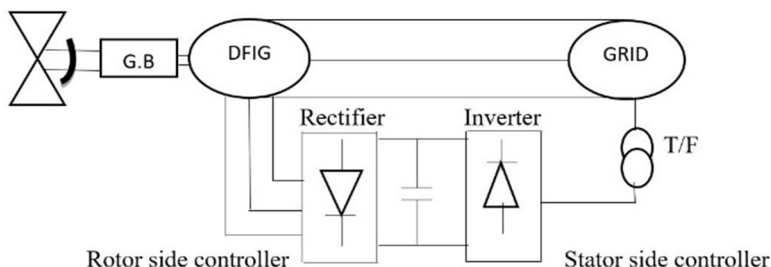 G.B
DFIG
GRID
Rectifier
Inverter
T/F
Rotor side controller
Stator side controller